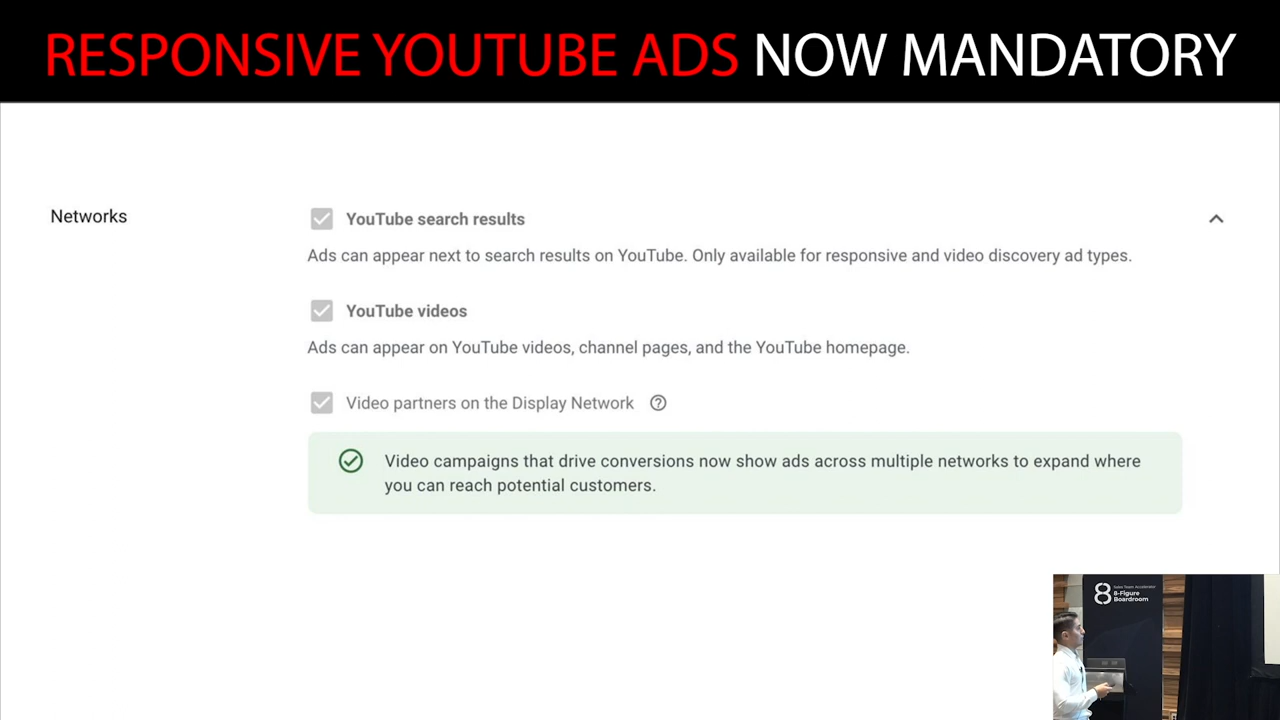 RESPONSIVE YOUTUBE ADS NOW MANDATORY
Networks
YouTube search results
Ads can appear next to search results on YouTube. Only available for responsive and video discovery ad types.
YouTube videos
Ads can appear on YouTube videos, channel pages, and the YouTube homepage.
Video partners on the Display Network
Video campaigns that drive conversions now show ads across multiple networks to expand where
you can reach potential customers.
Sales Team Accelerator
8-Figure
Boardroom